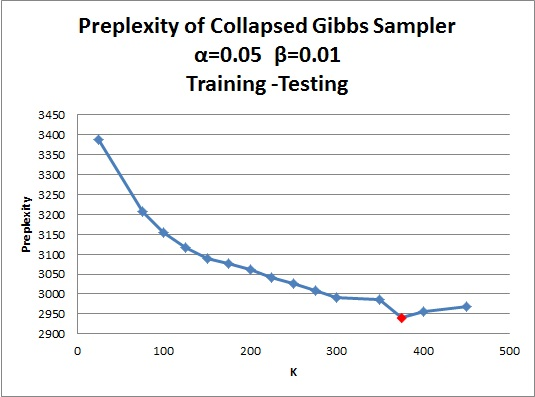 Preplexity of Collapsed Gibbs Sampler
α=0.05 β=0.01
Training -Testing
3450
3400
3350
3300
3250
3200
3150
3100
3050
3000
2950
2900
Preplexity
0 100 200 300 400 500
K